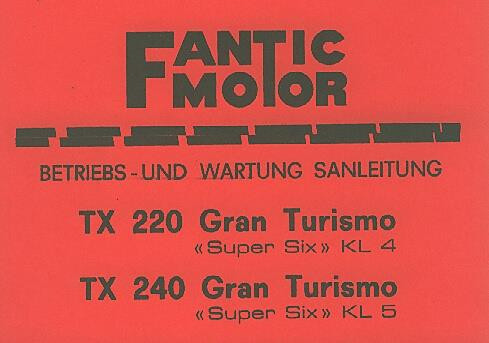 FANTIC
MOTOR
BETRIEBS-UND WARTUNG SANLEITUNG
TX 220 Gran Turismo
«Super Six» KL 4
TX 240 Gran Turismo
«Super Six» KL 5